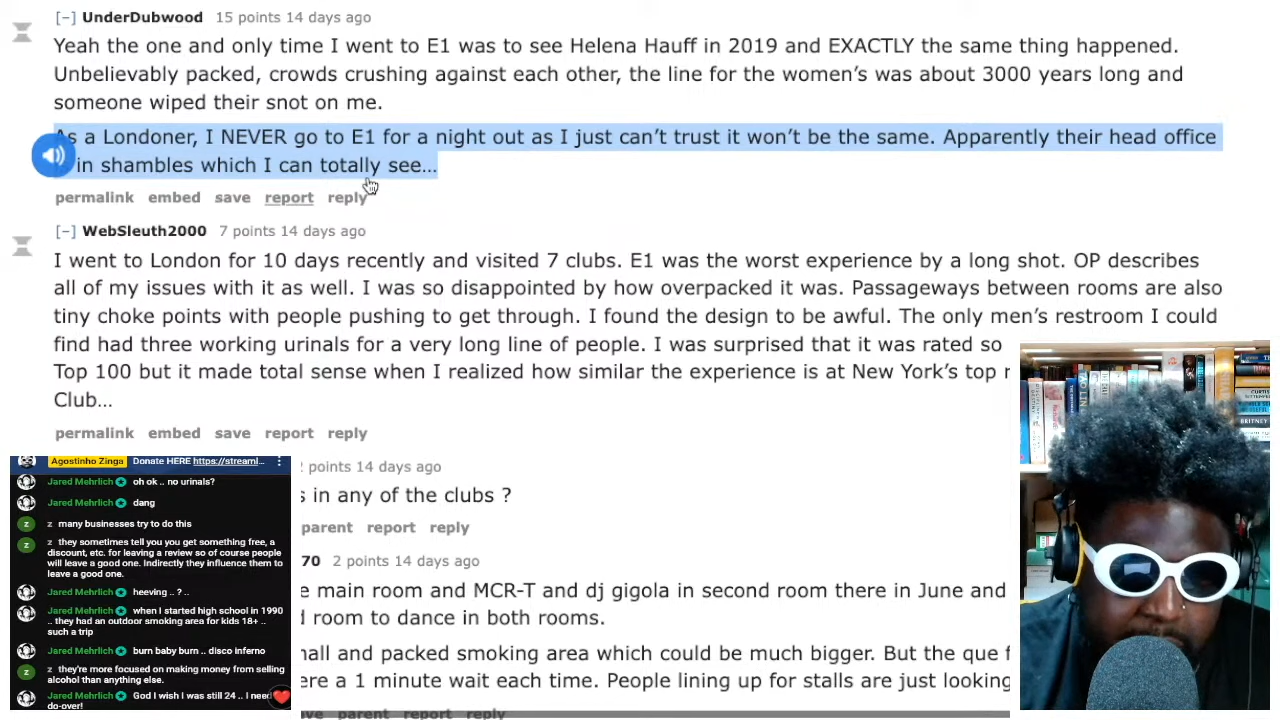 [−] UnderDubwood 15 points 14 days ago
Yeah the one and only time I went to E1 was to see Helena Hauff in 2019 and EXACTLY the same thing happened.
Unbelievably packed, crowds crushing against each other, the line for the women's was about 3000 years long and
someone wiped their snot on me.
As a Londoner, I NEVER go to E1 for a night out as I just can't trust it won't be the same. Apparently their head office
in shambles which I can totally see...
permalink embed save report reply
[−] WebSleuth2000 7 points 14 days ago
I went to London for 10 days recently and visited 7 clubs. E1 was the worst experience by a long shot. OP describes
all of my issues with it as well. I was so disappointed by how overpacked it was. Passageways between rooms are also
tiny choke points with people pushing to get through. I found the design to be awful. The only men's restroom I could
find had three working urinals for a very long line of people. I was surprised that it was rated so
Top 100 but it made total sense when I realized how similar the experience is at New York's top
Club...
permalink embed save report reply
points 14 days ago
s in any of the clubs ?
parent report reply
70 2 points 14 days ago
e main room and MCR-T and dj gigola in second room there in June and
room to dance in both rooms.
all and packed smoking area which could be much bigger. But the que
ere a 1 minute wait each time. People lining up for stalls are just looking
save parent report reply
Agostinho Zinga Donate HERE https://streaml...
Jared Mehrlich oh ok .. no urinals?
Jared Mehrlich dang
z many businesses try to do this
z they sometimes tell you you get something free, a
discount, etc. for leaving a review so of course people
will leave a good one. Indirectly they influence them to
leave a good one.
Jared Mehrlich heeving .. ? ..
Jared Mehrlich when I started high school in 1990
.. they had an outdoor smoking area for kids 18+ ..
such a trip
Jared Mehrlich burn baby burn .. disco inferno
z they're more focused on making money from selling
alcohol than anything else.
Jared Mehrlich God I wish I was still 24 .. I need
do-over!
TAO LIN
BRITNEY